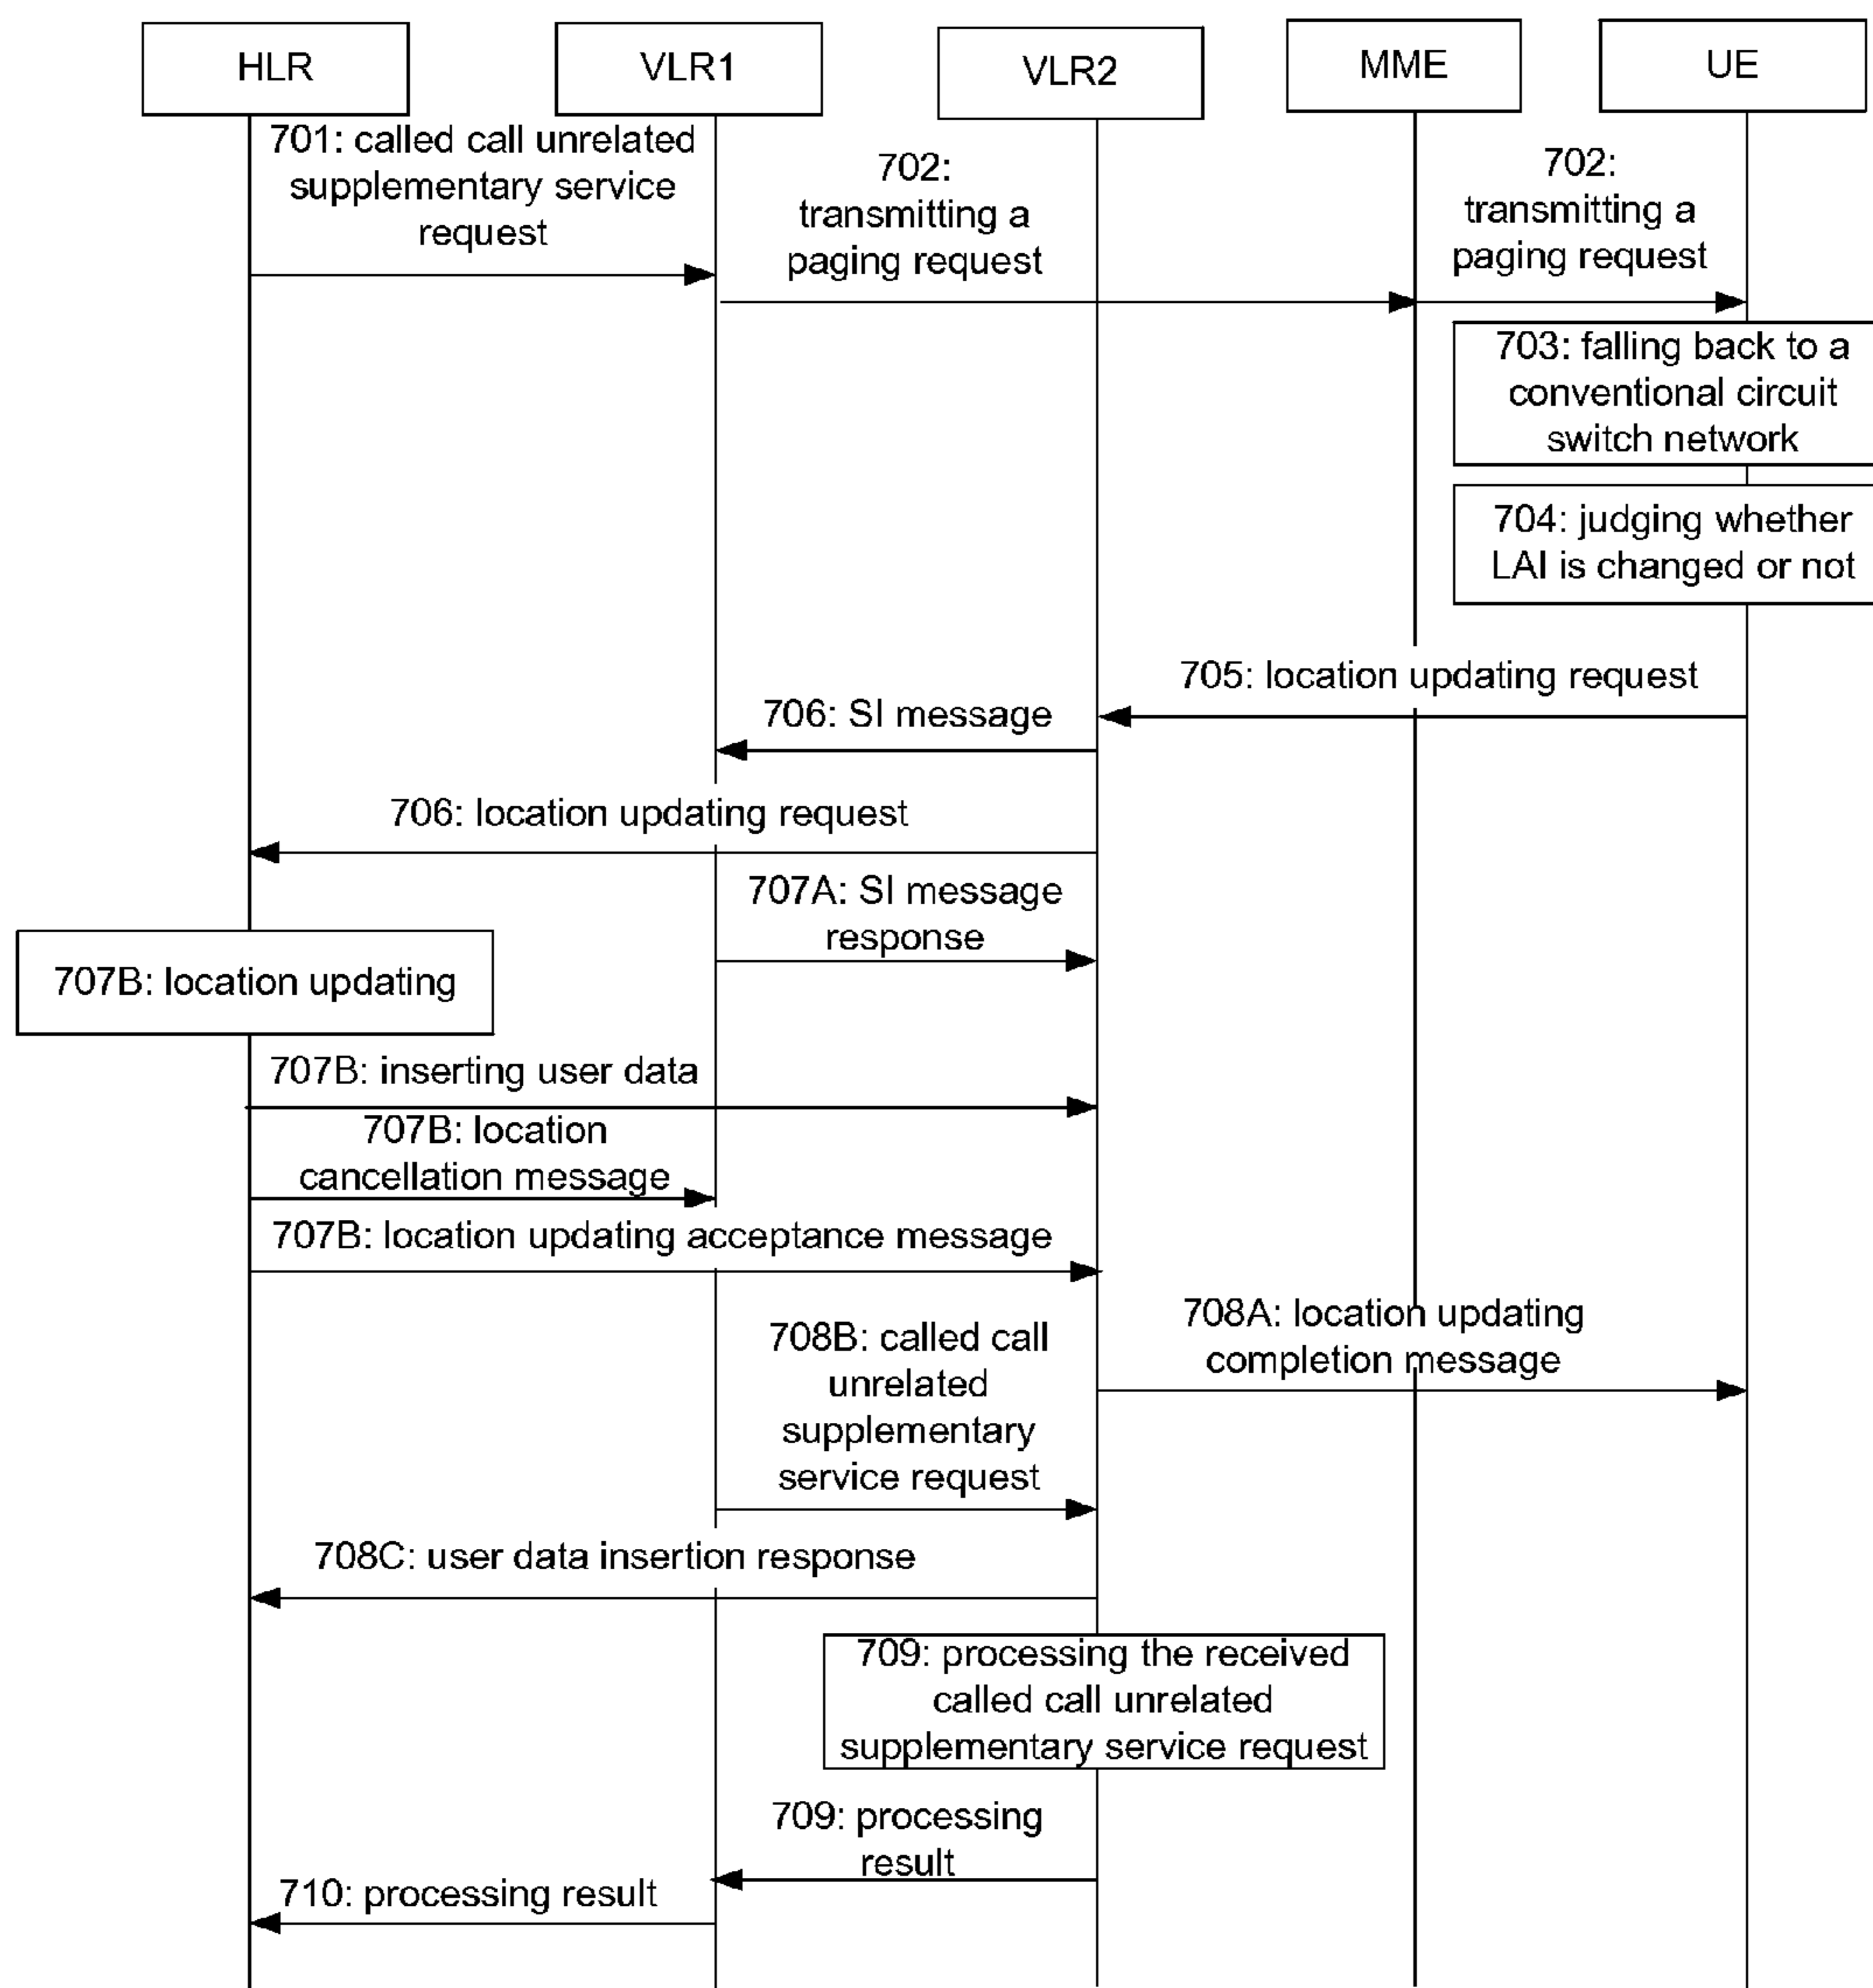 HLR
VLR1
VLR2
MME
UE
701: called call unrelated
supplementary service
request
702:
transmitting a
paging request
702:
transmitting a
paging request
703: falling back to a
conventional circuit
switch network
704: judging whether
LAI is changed or not
705: location updating request
706: SI message
706: location updating request
707A: SI message
response
707B: location updating
707B: inserting user data
707B: location
cancellation message
707B: location updating acceptance message
708A: location updating
completion message
708B: called call
unrelated
supplementary
service request
708C: user data insertion response
709: processing the received
called call unrelated
supplementary service request
709: processing
result
710: processing result